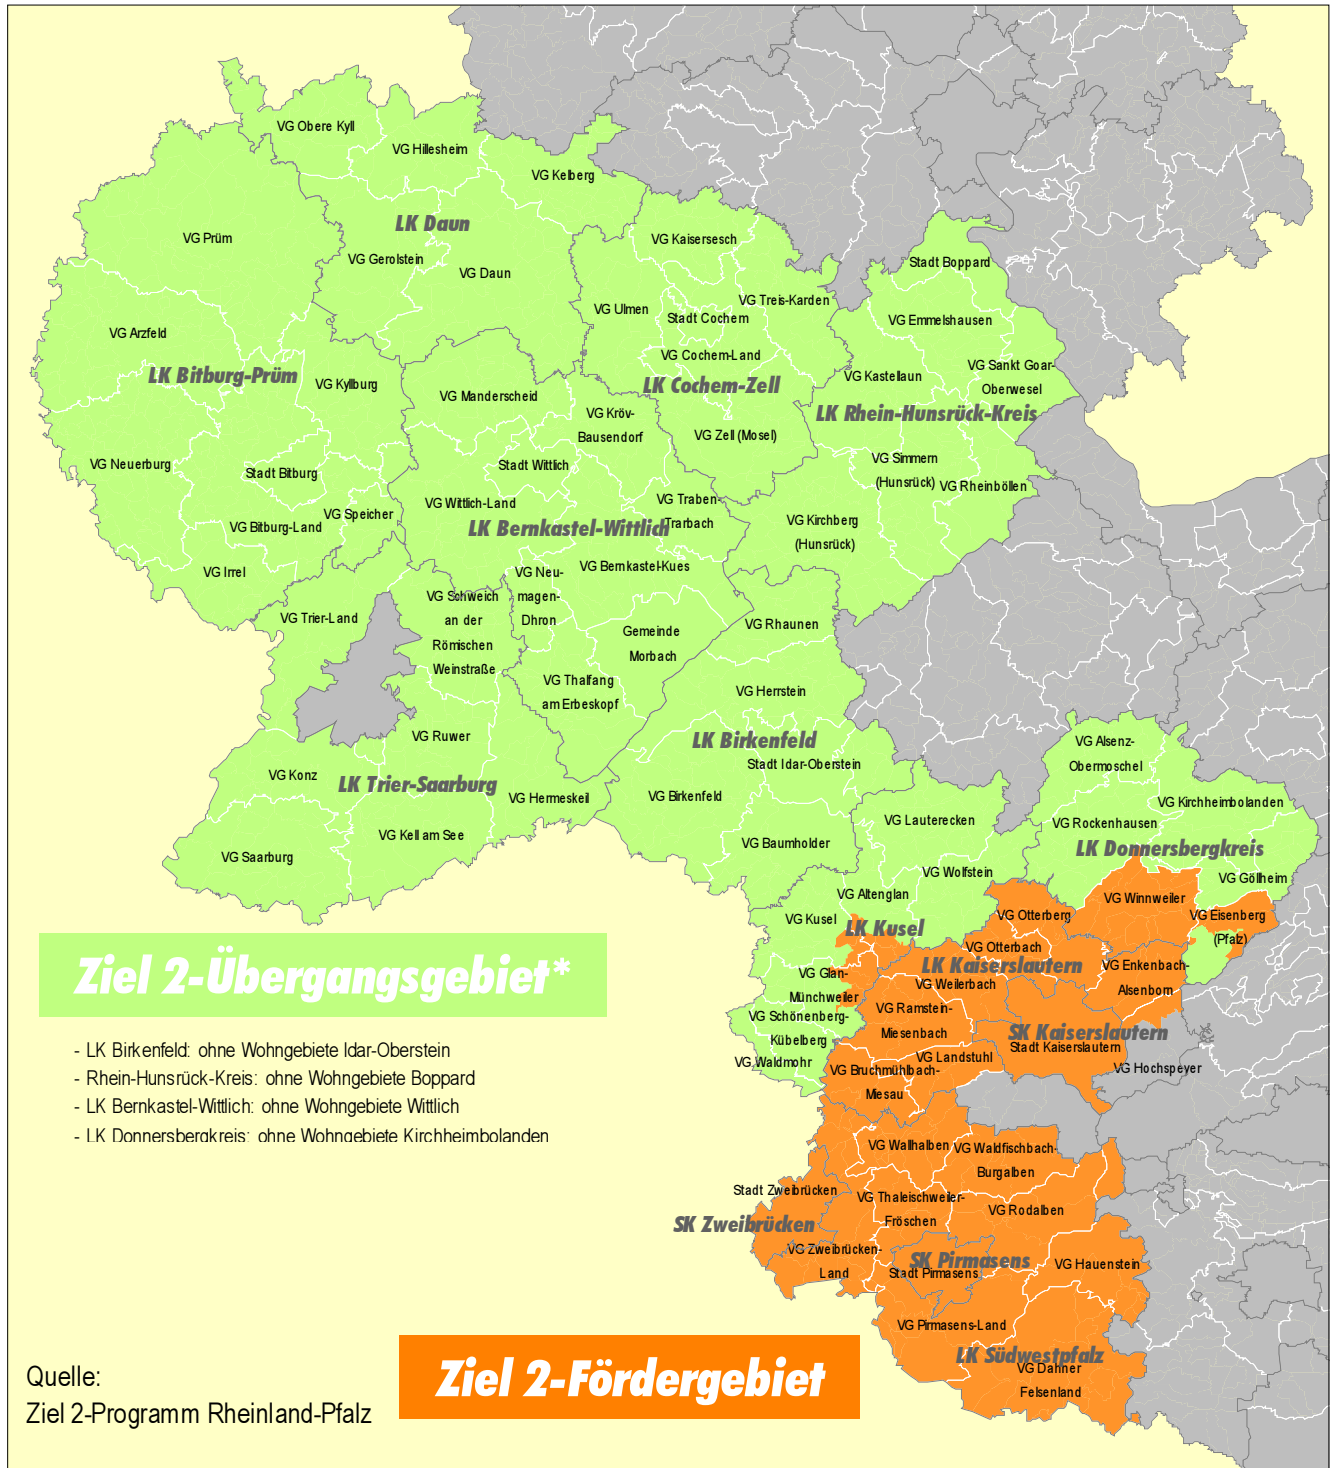 VG Obere Kyll
VG Hillesheim
VG Kelberg
LK Daun
VG Prüm
VG Gerolstein
VG Daun
VG Kaisersesch
Stadt Boppard
VG Ulmen
VG Treis-Karden
Stadt Cochem
VG Emmelshausen
VG Arzfeld
VG Cochem-Land
LK Bitburg-Prüm
VG Kyllburg
LK Cochem-Zell
VG Kastellaun
VG Sankt Goar-
Oberwesel
VG Manderscheid
VG Kröv-
Bausendorf
LK Rhein-Hunsrück-Kreis
VG Zell (Mosel)
VG Neuerburg
Stadt Bitburg
Stadt Wittlich
VG Simmern
(Hunsrück)
VG Rheinböllen
VG Wittlich-Land
VG Traben-
Trarbach
VG Speicher
VG Bitburg-Land
LK Bernkastel-Wittlich
VG Kirchberg
(Hunsrück)
VG Irrel
VG Neu-
magen-
Dhron
VG Bernkastel-Kues
VG Schweich
an der
Römischen
Weinstraße
VG Trier-Land
Gemeinde
Morbach
VG Rhaunen
VG Thalfang
am Erbeskopf
VG Herrstein
VG Ruwer
LK Birkenfeld
Stadt Idar-Oberstein
VG Alsenz-
Obermoschel
VG Konz
LK Trier-Saarburg
VG Hermeskeil
VG Birkenfeld
VG Kirchheimbolanden
VG Lauterecken
VG Rockenhausen
VG Kell am See
VG Saarburg
VG Baumholder
LK Donnersbergkreis
VG Wolfstein
VG Göllheim
VG Altenglan
VG Winnweiler
VG Kusel
LK Kusel
VG Otterberg
VG Eisenberg
(Pfalz)
VG Otterbach
LK Kaiserslautern
VG Enkenbach-
Alsenborn
VG Glan-
Münchweiler
VG Weilerbach
VG Schönenberg-
Kübelberg
VG Ramstein-
Miesenbach
SK Kaiserslautern
Stadt Kaiserslautern
VG Waldmohr
VG Landstuhl
VG Hochspeyer
VG Bruchmühlbach-
Miesau
VG Wallhalben
VG Waldfischbach-
Burgalben
Stadt Zweibrücken
VG Thaleischweiler-
Fröschen
VG Rodalben
SK Zweibrücken
VG Zweibrücken-
Land
SK Pirmasens
Stadt Pirmasens
VG Hauenstein
VG Pirmasens-Land
LK Südwestpfalz
VG Dahner
Felsenland
Ziel 2-Übergangsgebiet*
- LK Birkenfeld: ohne Wohngebiete Idar-Oberstein
- Rhein-Hunsrück-Kreis: ohne Wohngebiete Boppard
- LK Bernkastel-Wittlich: ohne Wohngebiete Wittlich
- LK Donnersbergkreis: ohne Wohngebiete Kirchheimbolanden
Ziel 2-Fördergebiet
Quelle:
Ziel 2-Programm Rheinland-Pfalz